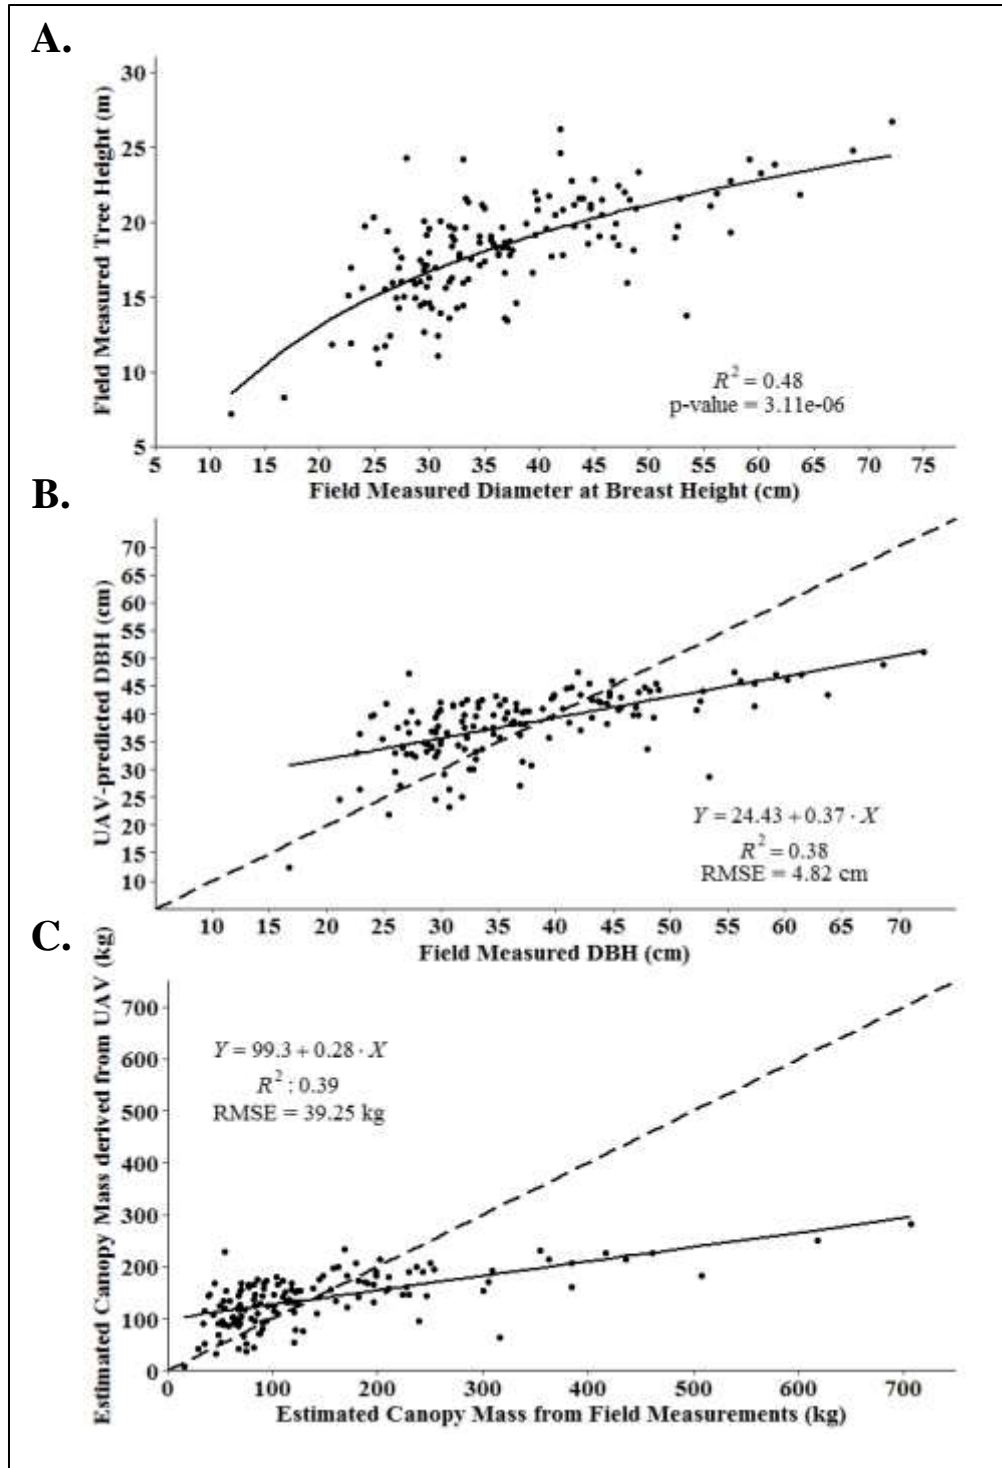 A.
Field Measured Tree Height (m)
30
25
20
15
10
5
5 10 15 20 25 30 35 40 45 50 55 60 65 70 75
R² = 0.48
p-value = 3.11e-06
Field Measured Diameter at Breast Height (cm)
B.
UAV-predicted DBH (cm)
70
65
60
55
50
45
40
35
30
25
20
15
10
10 15 20 25 30 35 40 45 50 55 60 65 70
Y = 24.43 + 0.37 · X
R² = 0.38
RMSE = 4.82 cm
Field Measured DBH (cm)
C.
Estimated Canopy Mass derived from UAV (kg)
700
600
500
400
300
200
100
0
0 100 200 300 400 500 600 700
Y = 99.3 + 0.28 · X
R² : 0.39
RMSE = 39.25 kg
Estimated Canopy Mass from Field Measurements (kg)